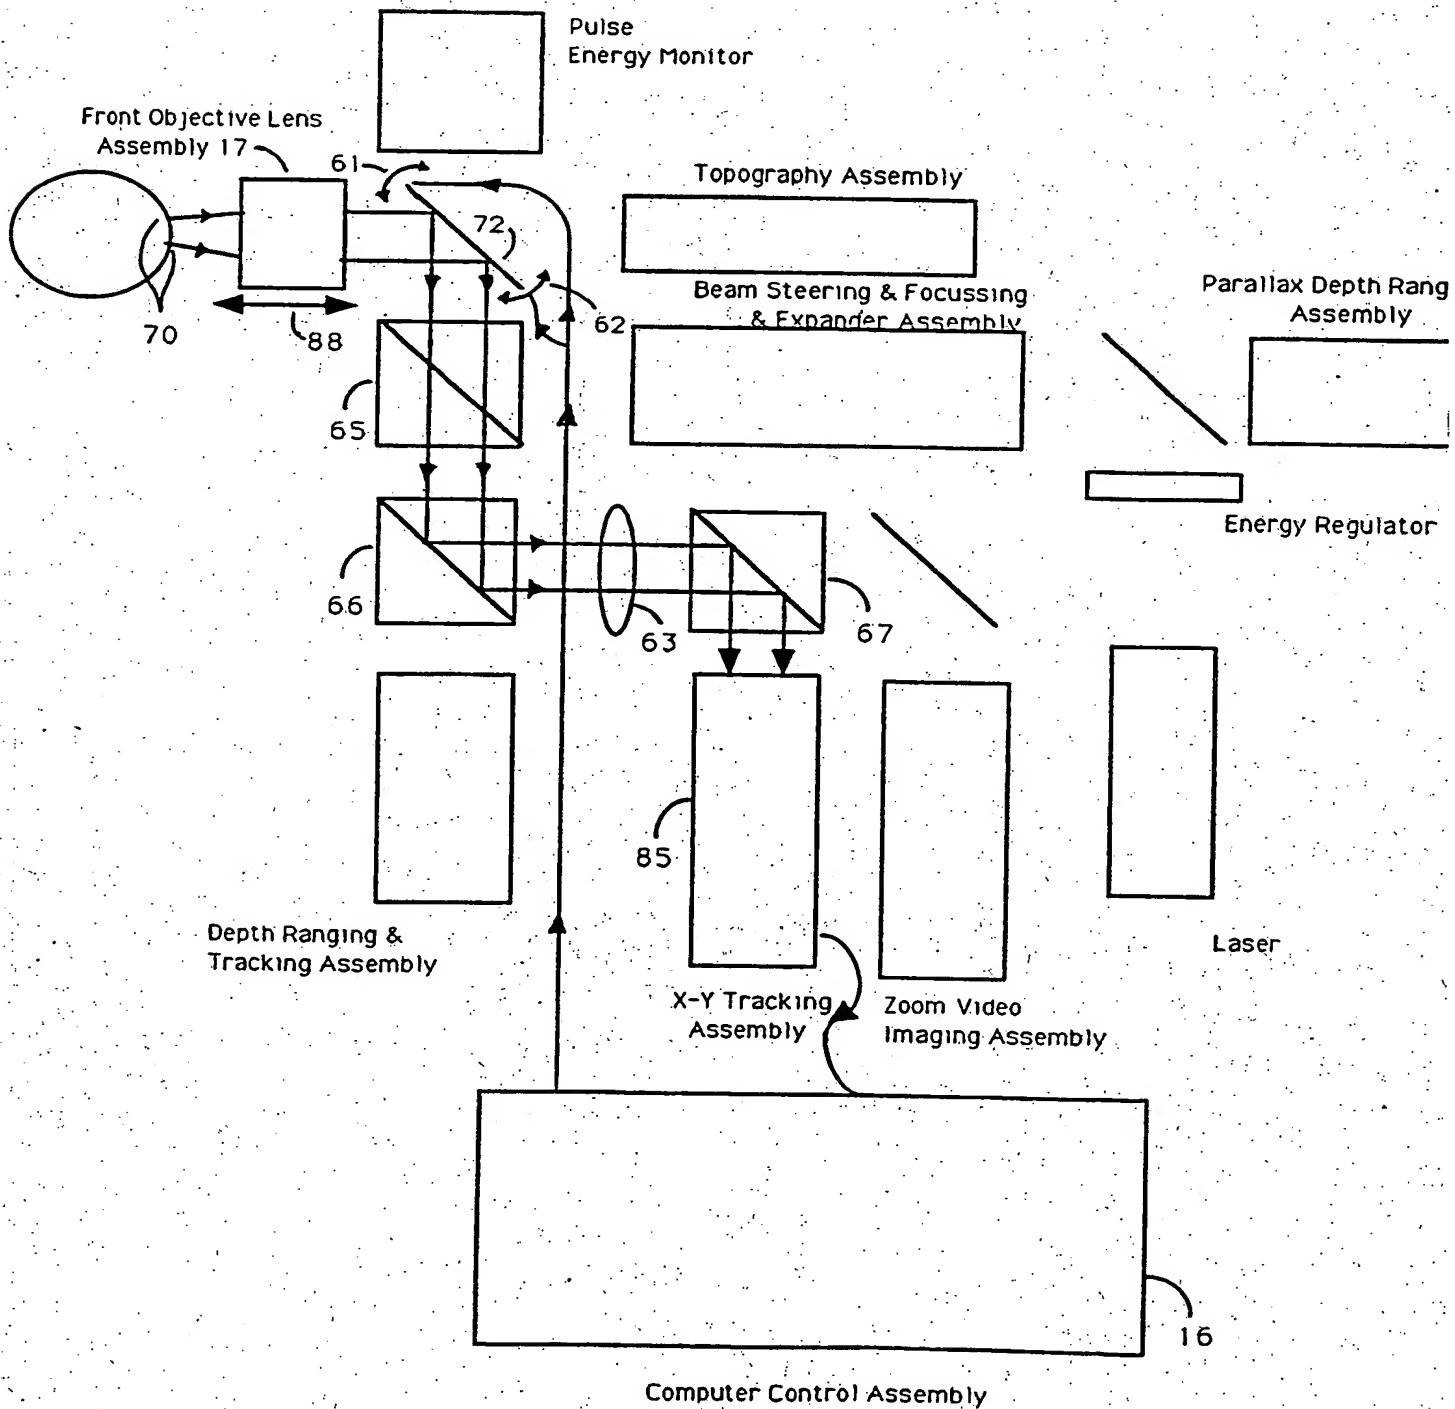 Pulse
Energy Monitor
Front Objective Lens
Assembly 17
61
Topography Assembly
72
Beam Steering & Focussing
& Expander Assembly
Parallax Depth Rang
Assembly
70
88
62
65
Energy Regulator
66
63
67
85
Depth Ranging &
Tracking Assembly
Laser
X-Y Tracking
Assembly
Zoom Video
Imaging Assembly
16
Computer Control Assembly